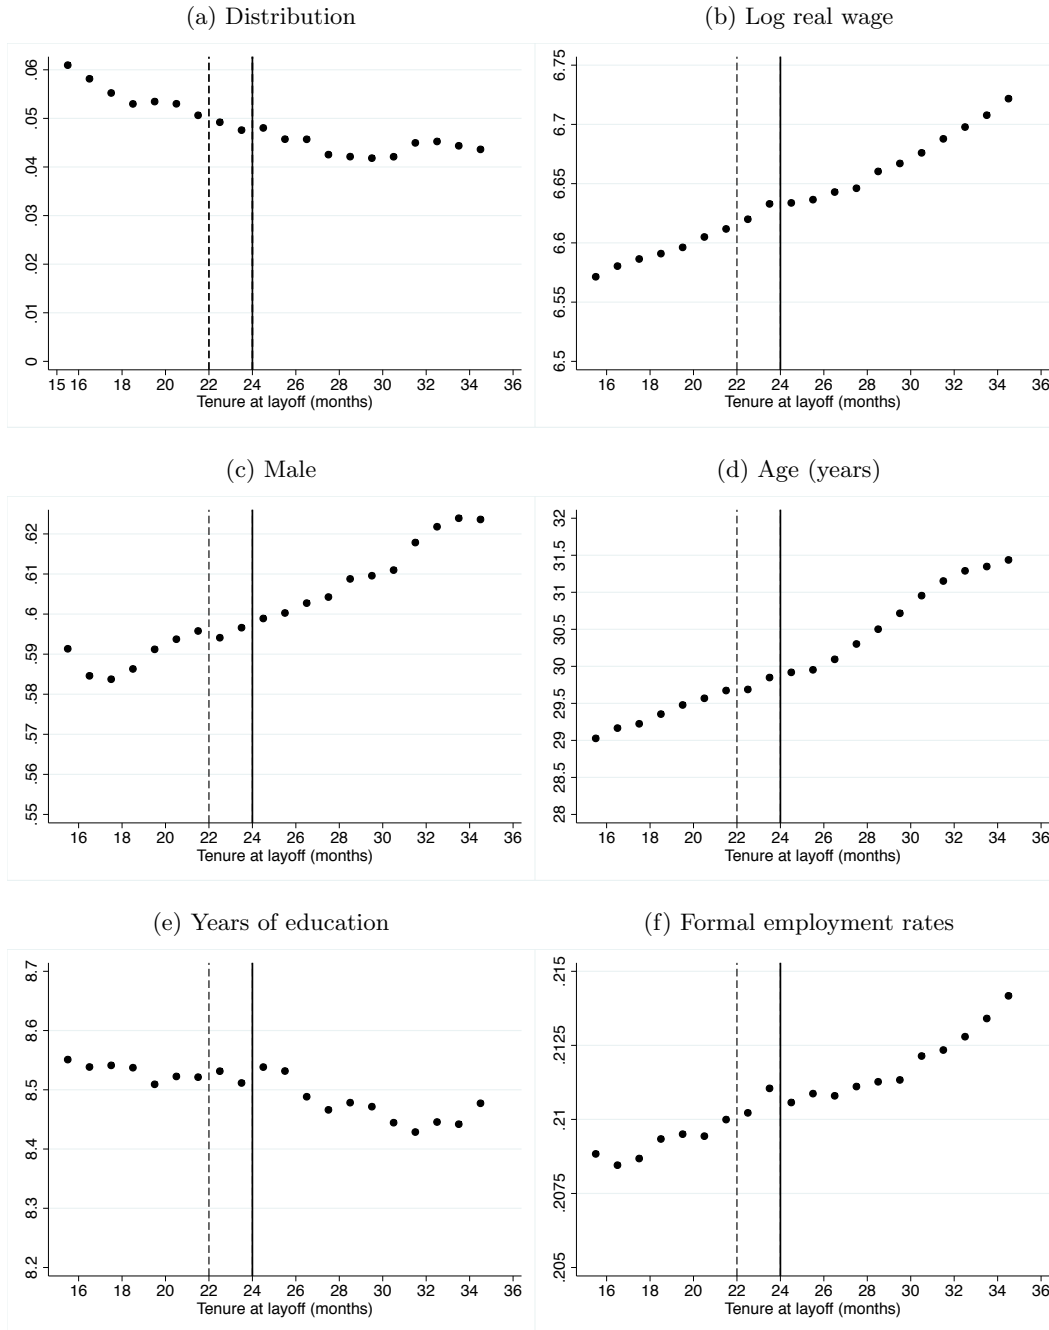 (a) Distribution
(b) Log real wage
.06
.05
.04
.03
.02
.01
0
15 16 18 20 22 24 26 28 30 32 34 36
Tenure at layoff (months)
6.75
6.7
6.65
6.6
6.55
6.5
16 18 20 22 24 26 28 30 32 34 36
Tenure at layoff (months)
(c) Male
(d) Age (years)
.62
.61
.6
.59
.58
.57
.56
.55
16 18 20 22 24 26 28 30 32 34 36
Tenure at layoff (months)
32
31.5
31
30.5
30
29.5
29
28.5
28
16 18 20 22 24 26 28 30 32 34 36
Tenure at layoff (months)
(e) Years of education
(f) Formal employment rates
8.7
8.6
8.5
8.4
8.3
8.2
16 18 20 22 24 26 28 30 32 34 36
Tenure at layoff (months)
.215
.2125
.21
.2075
.205
16 18 20 22 24 26 28 30 32 34 36
Tenure at layoff (months)